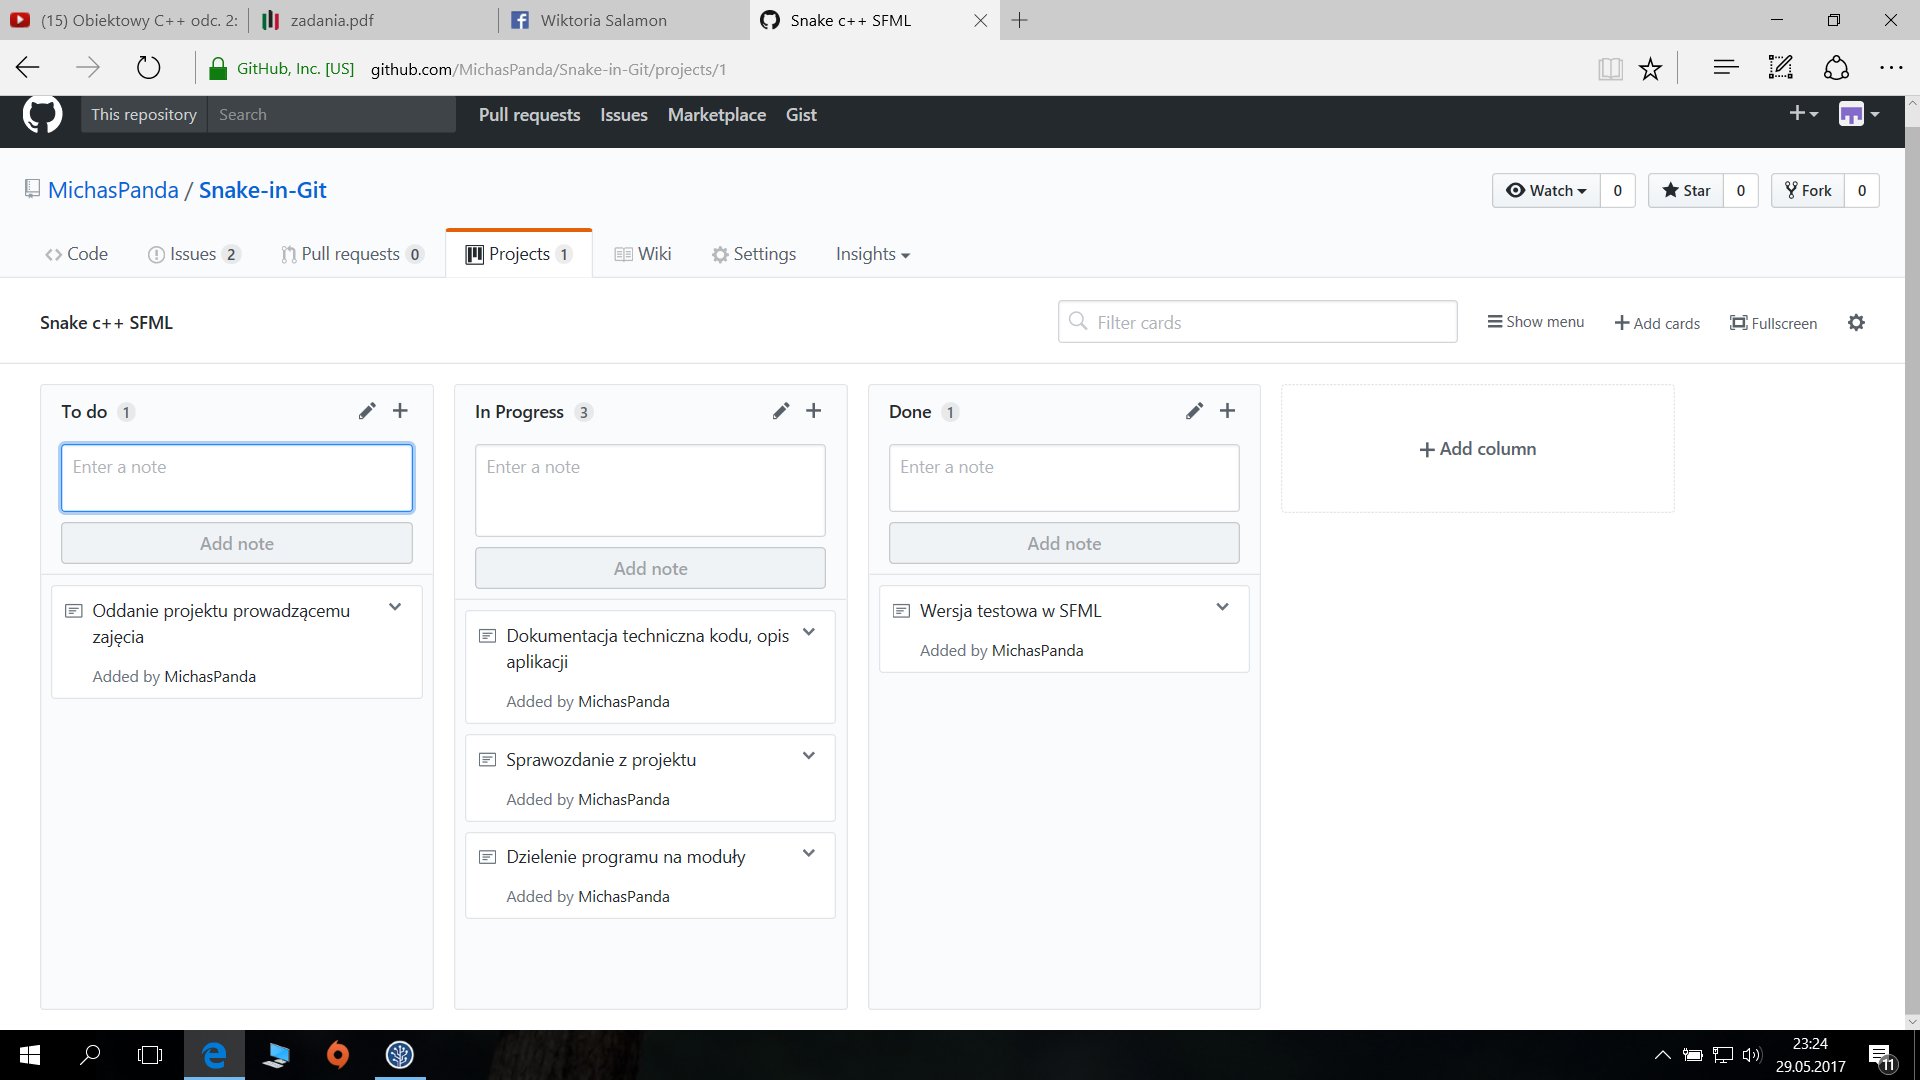 (15) Obiektowy C++ odc. 2:
zadania.pdf
Wiktoria Salamon
Snake c++ SFML
GitHub, Inc. [US]
github.com/MichasPanda/Snake-in-Git/projects/1
This repository
Search
Pull requests
Issues
Marketplace
Gist
MichasPanda / Snake-in-Git
Watch
0
Star
0
Fork
0
Code
Issues 2
Pull requests 0
Projects 1
Wiki
Settings
Insights
Snake c++ SFML
Filter cards
Show menu
Add cards
Fullscreen
To do 1
Enter a note
Add note
Oddanie projektu prowadzącemu
zajęcia
Added by MichasPanda
In Progress 3
Enter a note
Add note
Dokumentacja techniczna kodu, opis
aplikacji
Added by MichasPanda
Sprawozdanie z projektu
Added by MichasPanda
Dzielenie programu na moduły
Added by MichasPanda
Done 1
Enter a note
Add note
Wersja testowa w SFML
Added by MichasPanda
Add column
23:24
29.05.2017
11